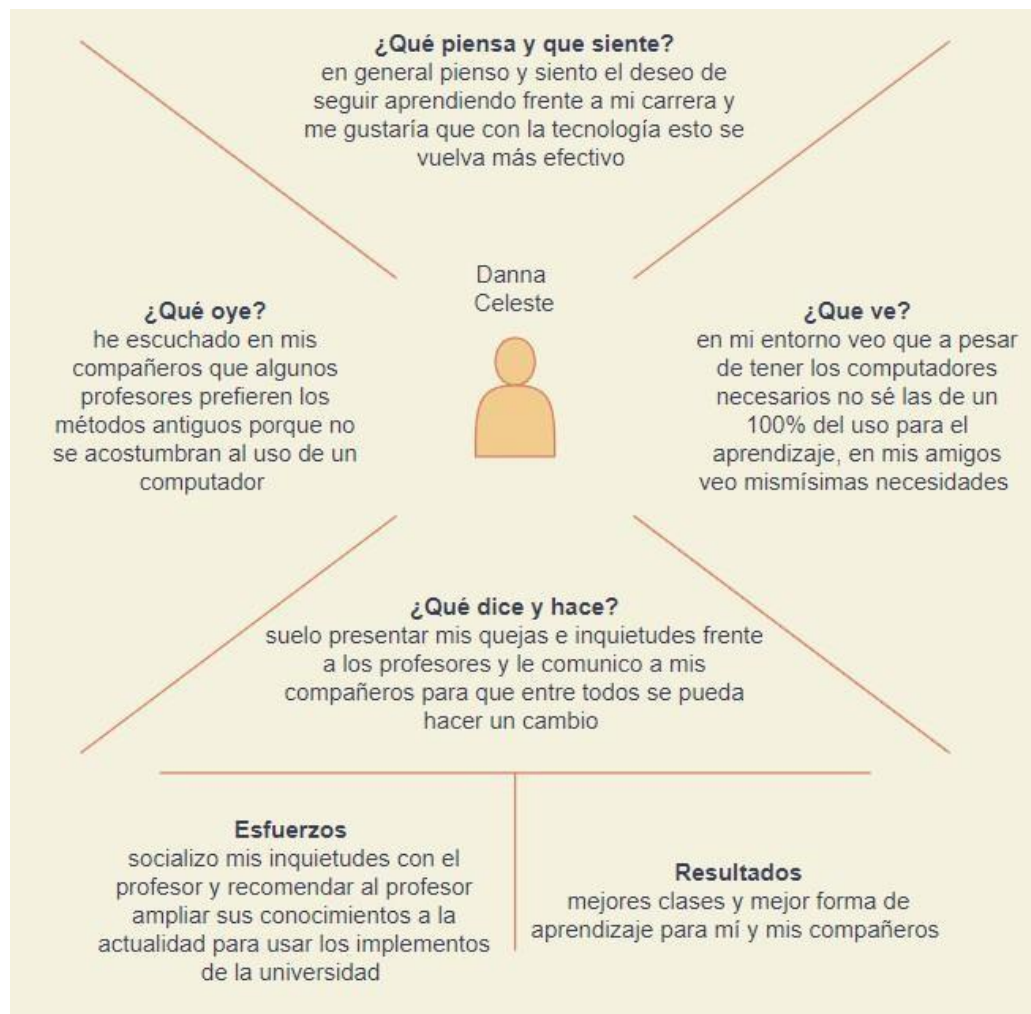 ¿Qué piensa y que siente?
en general pienso y siento el deseo de
seguir aprendiendo frente a mi carrera y
me gustaría que con la tecnología esto se
vuelva más efectivo
Danna
Celeste
¿Qué oye?
he escuchado en mis
compañeros que algunos
profesores prefieren los
métodos antiguos porque no
se acostumbran al uso de un
computador
¿Que ve?
en mi entorno veo que a pesar
de tener los computadores
necesarios no sé las de un
100% del uso para el
aprendizaje, en mis amigos
veo mismísimas necesidades
¿Qué dice y hace?
suelo presentar mis quejas e inquietudes frente
a los profesores y le comunico a mis
compañeros para que entre todos se pueda
hacer un cambio
Esfuerzos
socializo mis inquietudes con el
profesor y recomendar al profesor
ampliar sus conocimientos a la
actualidad para usar los implementos
de la universidad
Resultados
mejores clases y mejor forma de
aprendizaje para mí y mis compañeros